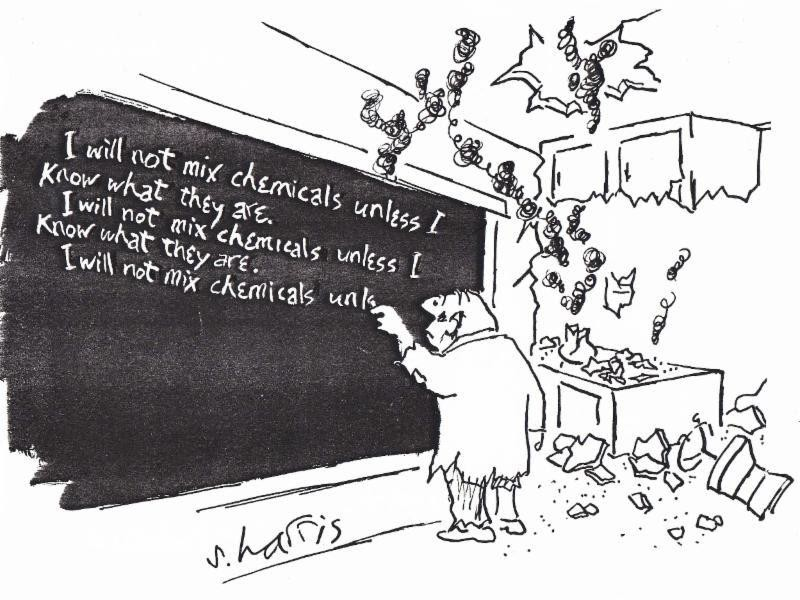 I will not mix chemicals unless I
Know what they are.
I will not mix chemicals unless I
Know what they are.
I will not mix chemicals unls
s. harris